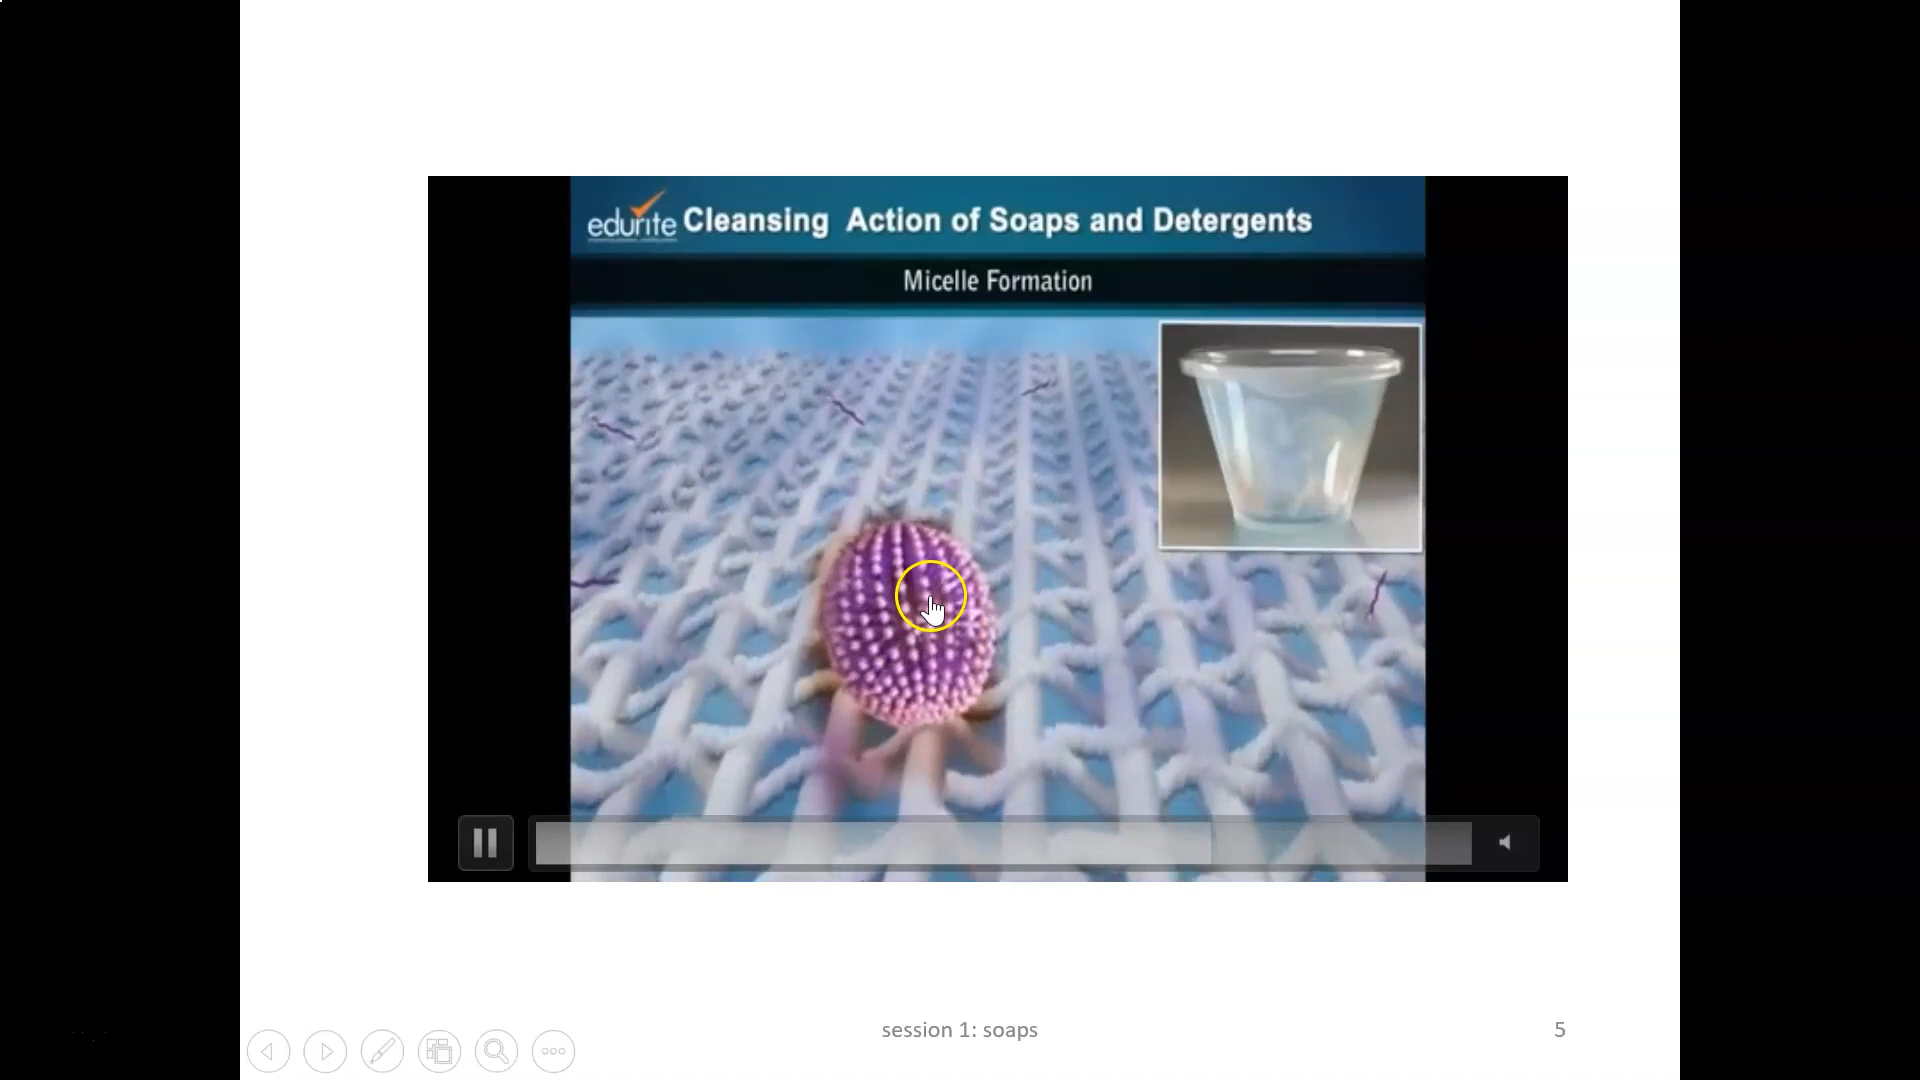 edurite
Cleansing Action of Soaps and Detergents
Micelle Formation
session 1: soaps
5